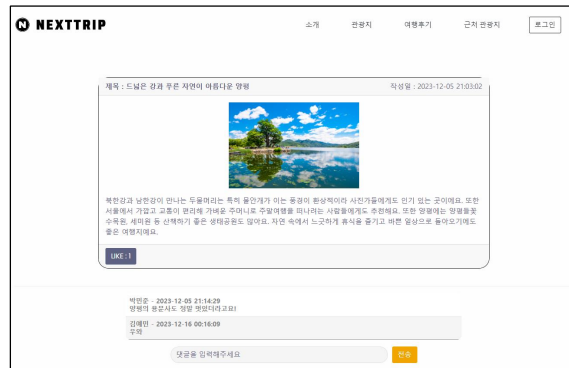 NEXTTRIP
소개 관광지 여행후기 근처 관광지 로그인
제목 : 드넓은 강과 푸른 자연이 아름다운 양평 작성일 : 2023-12-05 21:03:02
북한강과 남한강이 만나는 두물머리는 특히 물안개가 이는 풍경이 환상적이라 사진가들에게도 인기 있는 곳이에요. 또한
서울에서 가깝고 교통이 편리해 가벼운 주머니로 주말여행을 떠나려는 사람들에게도 추천해요. 또한 양평에는 양평들꽃
수목원, 세미원 등 산책하기 좋은 생태공원도 많아요. 자연 속에서 느긋하게 휴식을 즐기고 바쁜 일상으로 돌아오기에도
좋은 여행지예요.
LIKE : 1
박민준 - 2023-12-05 21:14:29
양평의 용문사도 정말 멋있더라고요!
김예민 - 2023-12-16 00:16:09
우와
댓글을 입력해주세요 전송